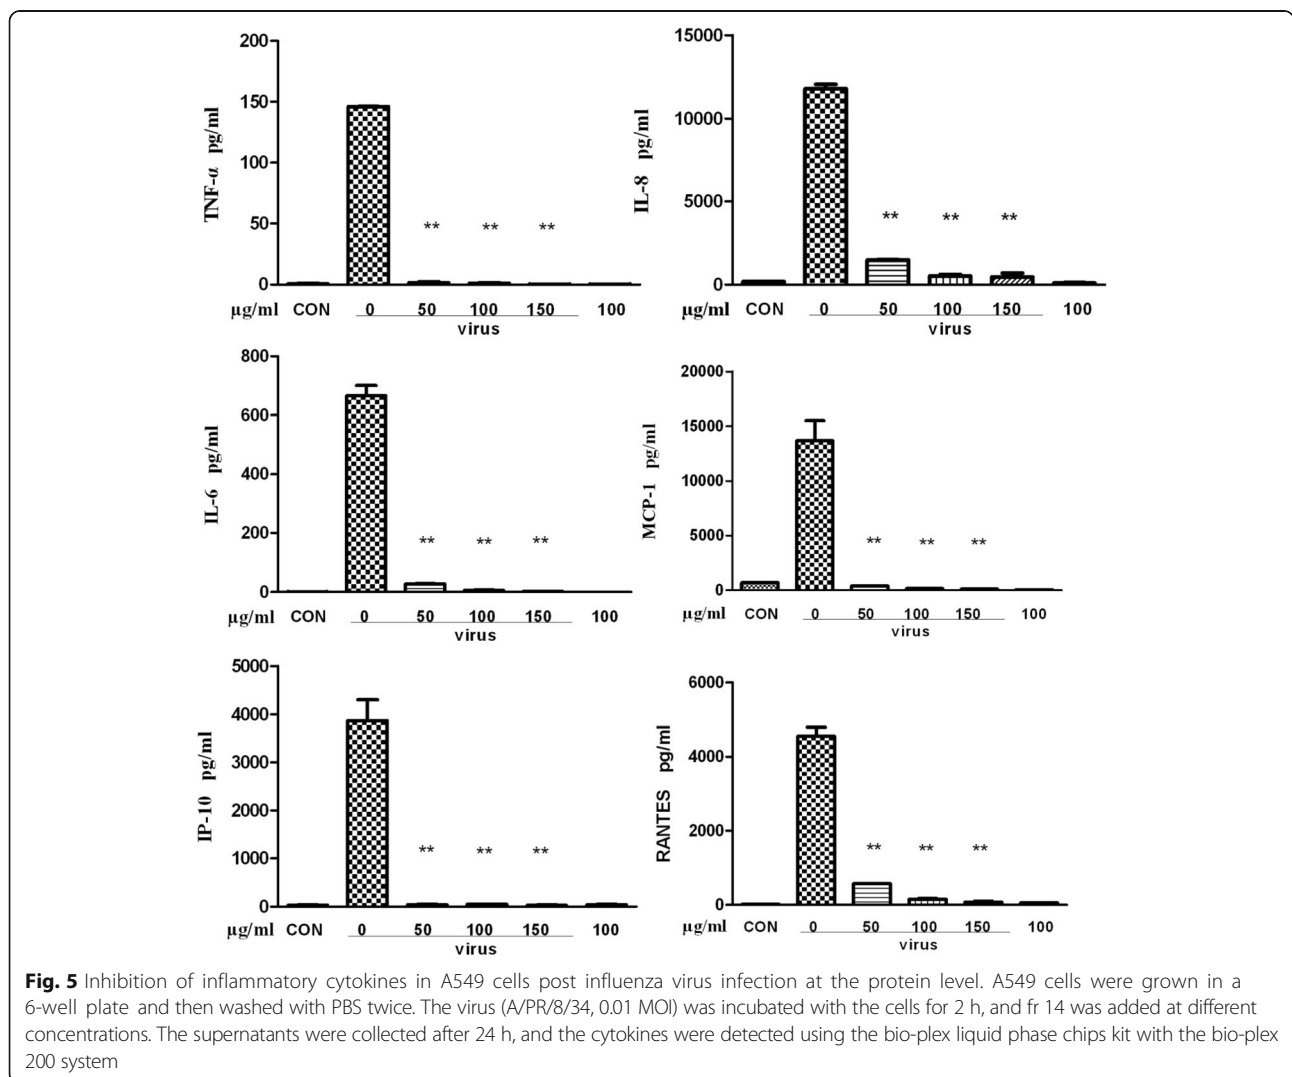 200
150
100
50
0
TNF-α pg/ml
** ** **
µg/ml CON 0 50 100 150 100
virus
15000
10000
5000
0
IL-8 pg/ml
** ** **
µg/ml CON 0 50 100 150 100
virus
800
600
400
200
0
IL-6 pg/ml
** ** **
µg/ml CON 0 50 100 150 100
virus
20000
15000
10000
5000
0
MCP-1 pg/ml
** ** **
µg/ml CON 0 50 100 150 100
virus
5000
4000
3000
2000
1000
0
IP-10 pg/ml
** ** **
µg/ml CON 0 50 100 150 100
virus
6000
4000
2000
0
RANTES pg/ml
** ** **
µg/ml CON 0 50 100 150 100
virus
Fig. 5 Inhibition of inflammatory cytokines in A549 cells post influenza virus infection at the protein level. A549 cells were grown in a
6-well plate and then washed with PBS twice. The virus (A/PR/8/34, 0.01 MOI) was incubated with the cells for 2 h, and fr 14 was added at different
concentrations. The supernatants were collected after 24 h, and the cytokines were detected using the bio-plex liquid phase chips kit with the bio-plex
200 system